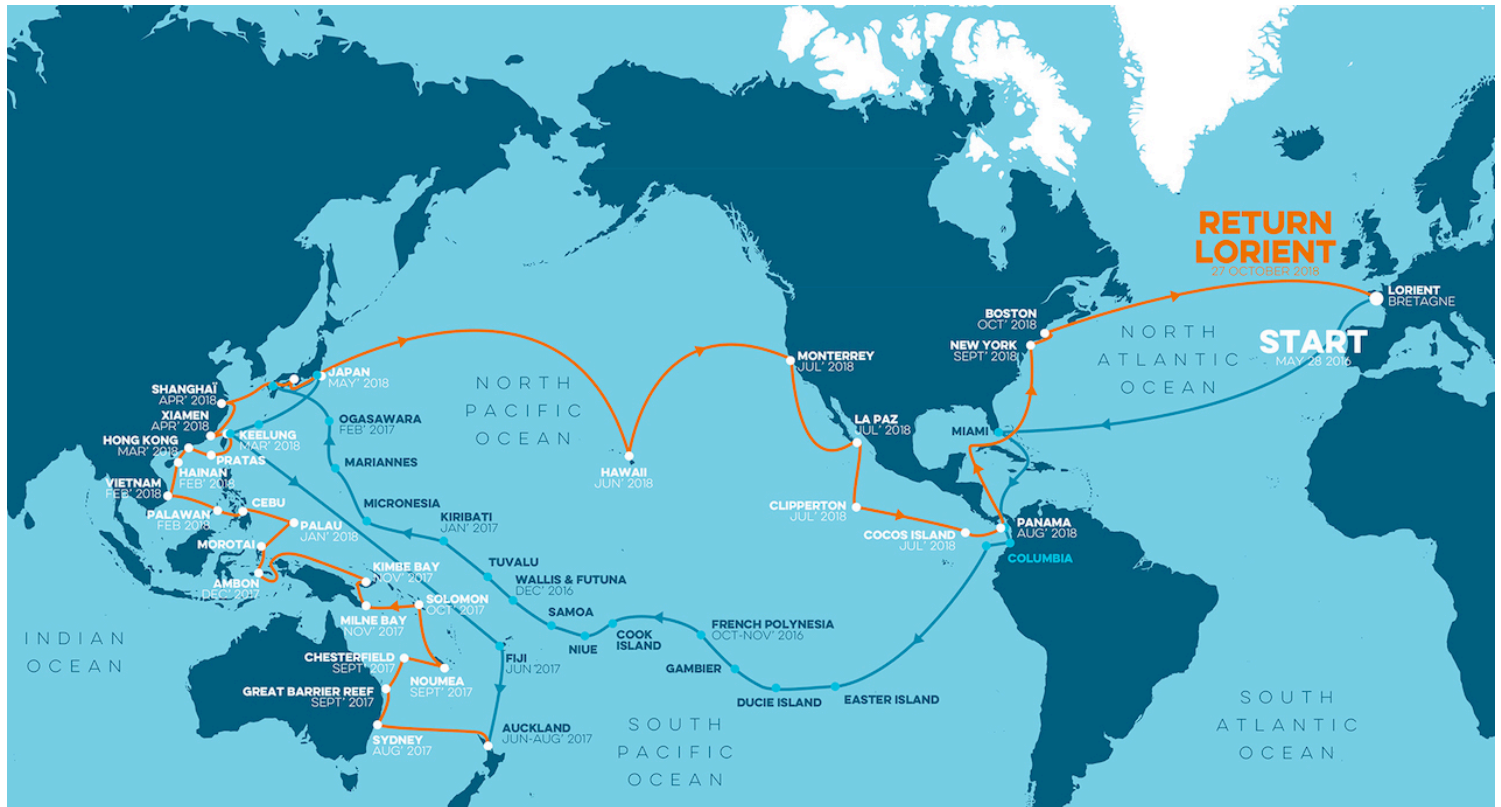 RETURN
LORIENT
27 OCTOBER 2018
LORIENT
BRETAGNE
START
MAY 28 2016
BOSTON
OCT' 2018
NEW YORK
SEPT' 2018
NORTH
ATLANTIC
OCEAN
MONTERREY
JUL' 2018
JAPAN
MAY' 2018
NORTH
PACIFIC
OCEAN
SHANGHAÏ
APR' 2018
XIAMEN
APR' 2018
OGASAWARA
FEB' 2017
LA PAZ
JUL' 2018
MIAMI
KEELUNG
MAR' 2018
HONG KONG
MAR' 2018
PRATAS
HAINAN
FEB' 2018
MARIANNES
HAWAII
JUN' 2018
VIETNAM
FEB' 2018
CEBU
PALAWAN
FEB 2018
MICRONESIA
KIRIBATI
JAN' 2017
CLIPPERTON
JUL' 2018
PALAU
JAN' 2018
COCOS ISLAND
JUL' 2018
PANAMA
AUG' 2018
COLUMBIA
MOROTAI
AMBON
DEC' 2017
KIMBE BAY
NOV' 2017
TUVALU
WALLIS & FUTUNA
DEC' 2016
SOLOMON
OCT' 2017
MILNE BAY
NOV' 2017
SAMOA
NIUE
COOK
ISLAND
FRENCH POLYNESIA
OCT-NOV' 2016
INDIAN
OCEAN
CHESTERFIELD
SEPT' 2017
FIJI
JUN' 2017
NOUMEA
SEPT' 2017
GAMBIER
GREAT BARRIER REEF
SEPT' 2017
DUCIE ISLAND
EASTER ISLAND
SYDNEY
AUG' 2017
AUCKLAND
JUN-AUG' 2017
SOUTH
PACIFIC
OCEAN
SOUTH
ATLANTIC
OCEAN